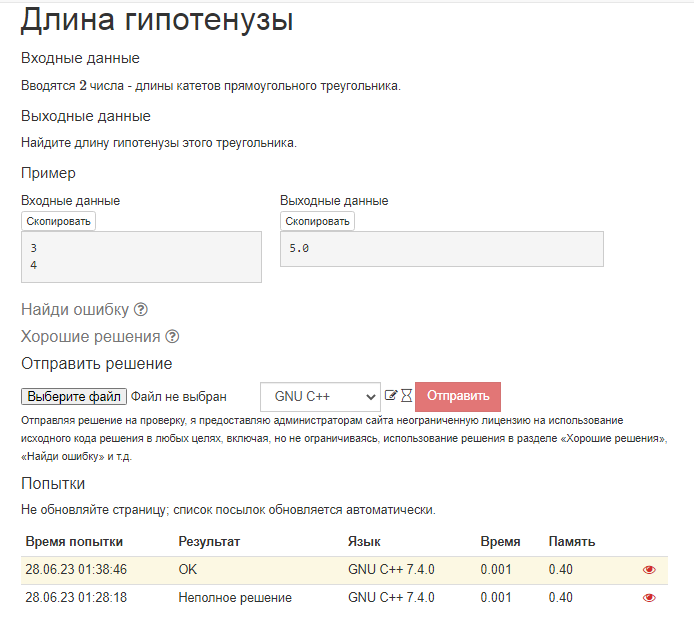 Длина гипотенузы
Входные данные
Вводятся 2 числа - длины катетов прямоугольного треугольника.
Выходные данные
Найдите длину гипотенузы этого треугольника.
Пример
Входные данные Выходные данные
Скопировать Скопировать
3 5.0
4
Найди ошибку ?
Хорошие решения ?
Отправить решение
Выберите файл Файл не выбран GNU C++ Отправить
Отправляя решение на проверку, я предоставляю администраторам сайта неограниченную лицензию на использование
исходного кода решения в любых целях, включая, но не ограничиваясь, использование решения в разделе «Хорошие решения»,
«Найди ошибку» и т.д.
Попытки
Не обновляйте страницу; список посылок обновляется автоматически.
Время попытки Результат Язык Время Память
28.06.23 01:38:46 OK GNU C++ 7.4.0 0.001 0.40
28.06.23 01:28:18 Неполное решение GNU C++ 7.4.0 0.001 0.40